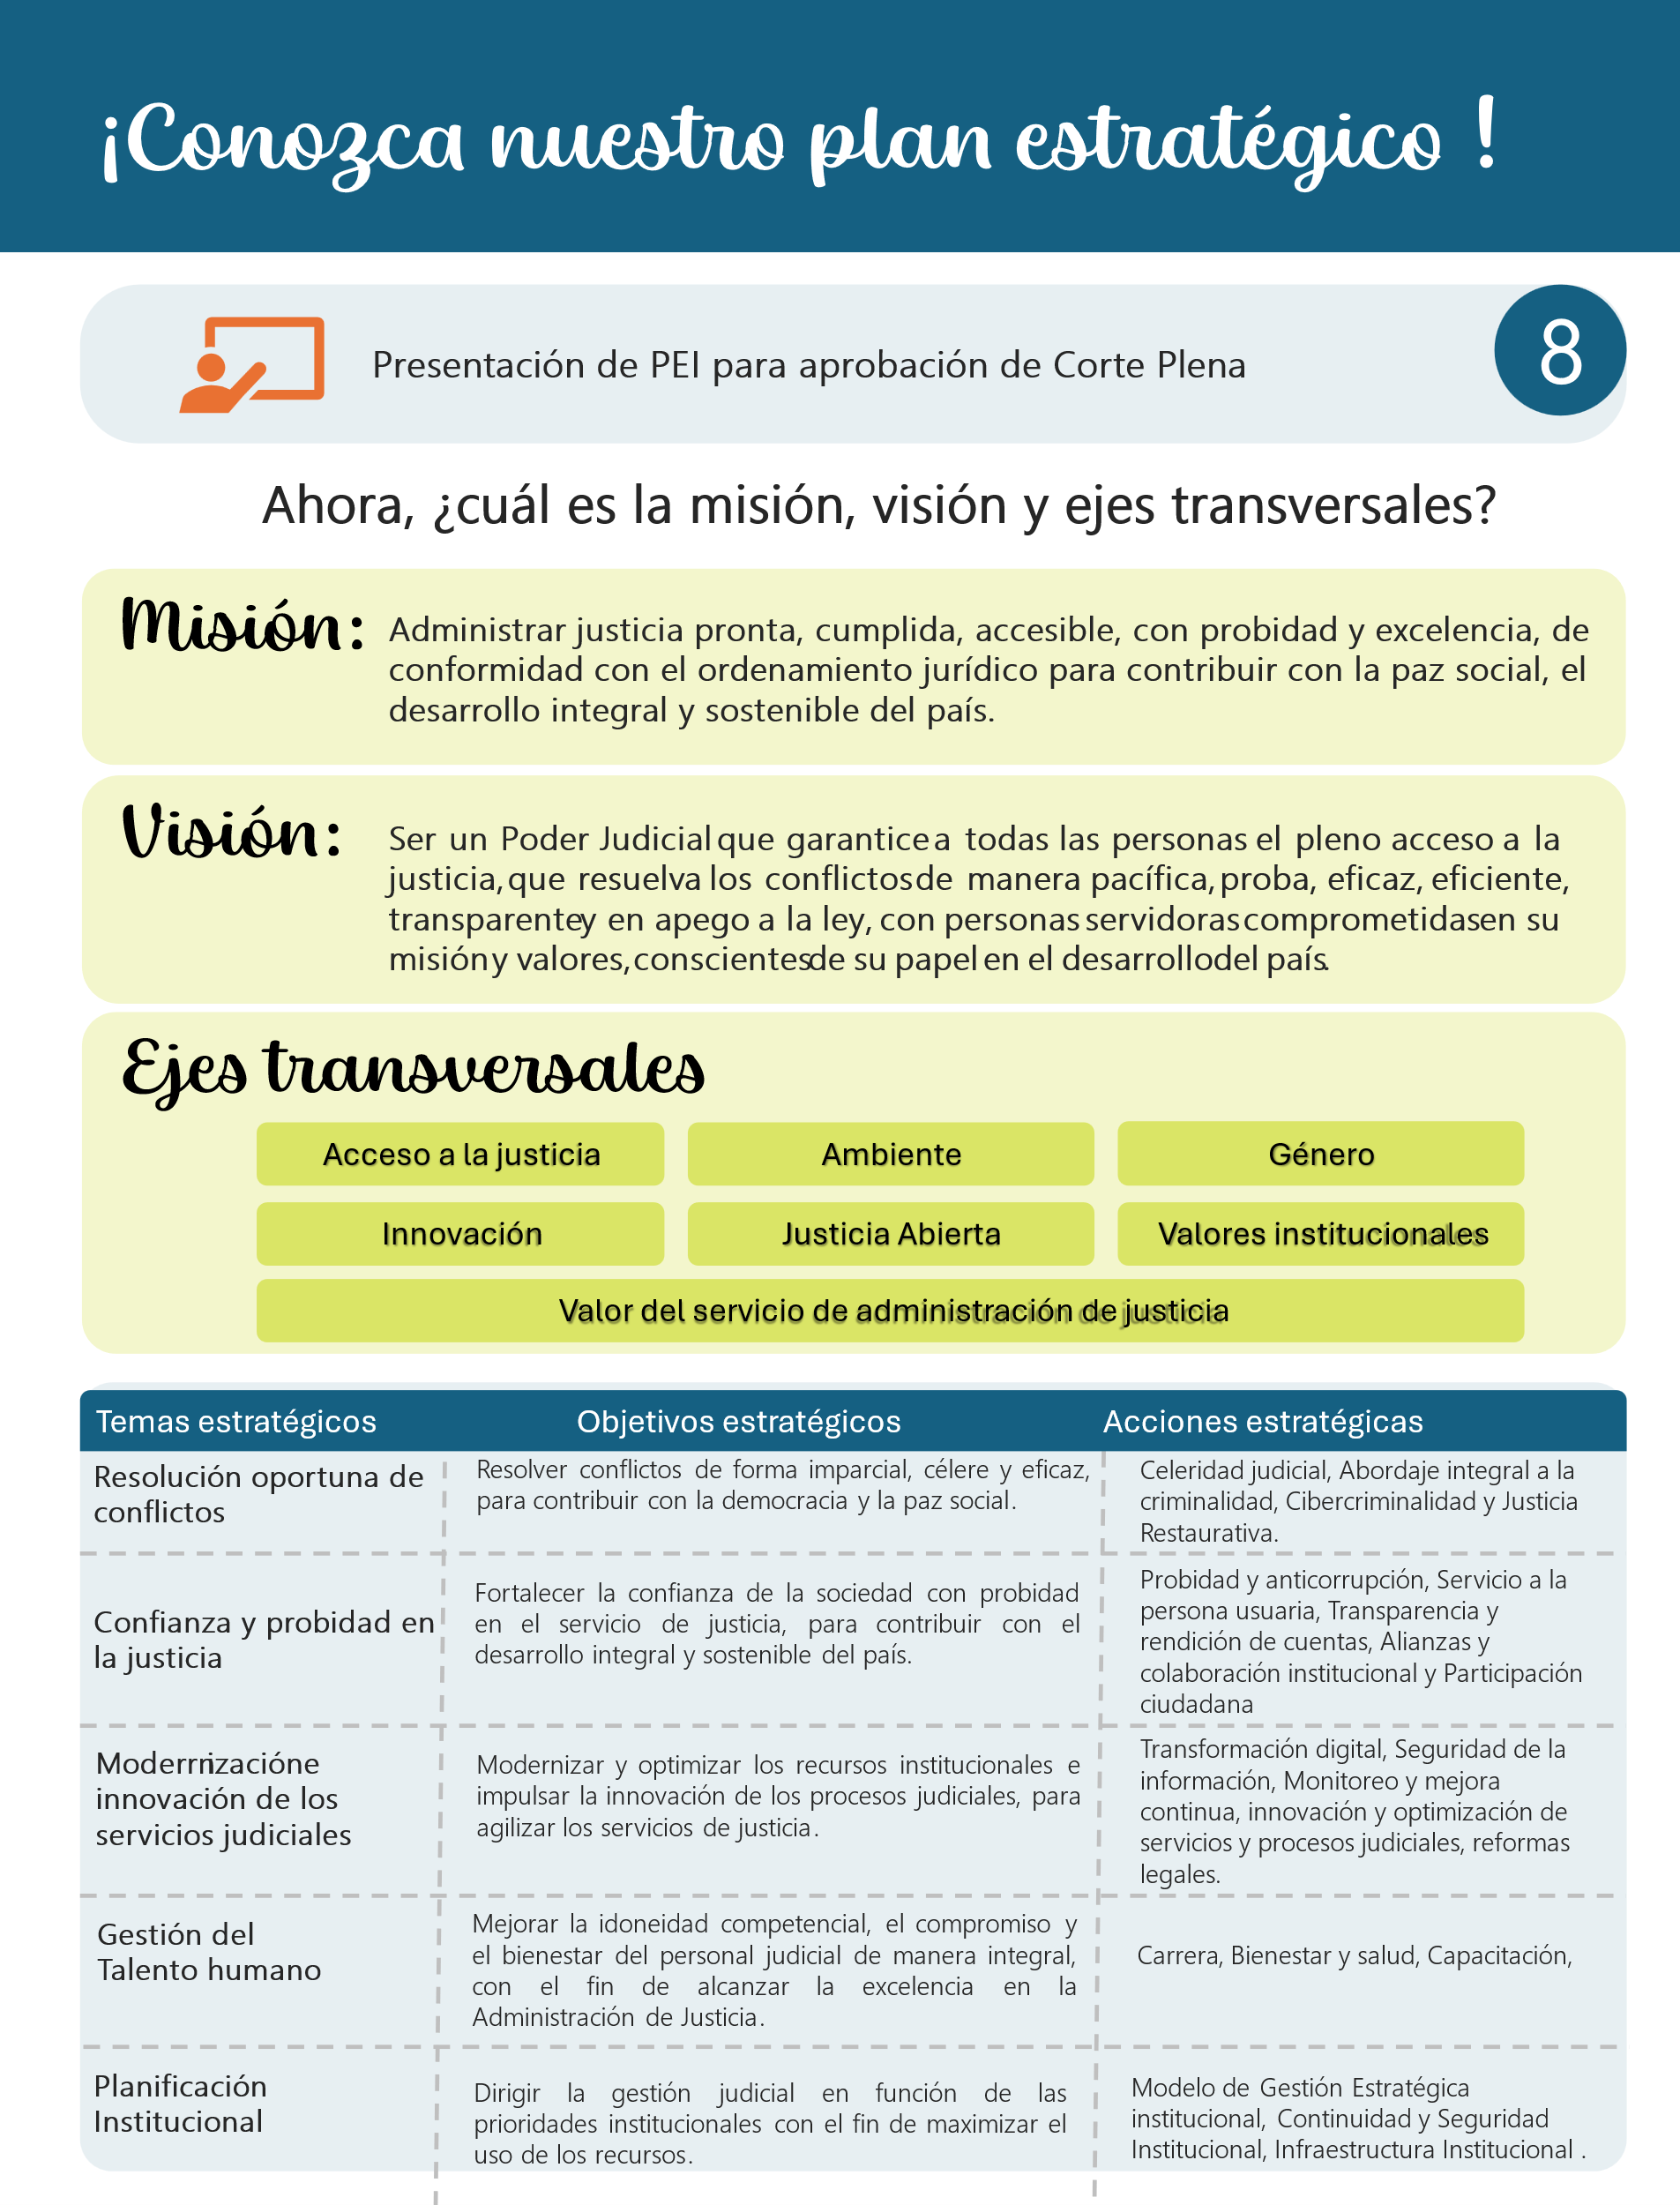 ¡Conozca nuestro plan estratégico !
Presentación de PEI para aprobación de Corte Plena
8
Ahora, ¿cuál es la misión, visión y ejes transversales?
Misión:
Administrar justicia pronta, cumplida, accesible, con probidad y excelencia, de
conformidad con el ordenamiento jurídico para contribuir con la paz social, el
desarrollo integral y sostenible del país.
Visión:
Ser un Poder Judicial que garantice a todas las personas el pleno acceso a la
justicia, que resuelva los conflictos de manera pacífica, proba, eficaz, eficiente,
transparente y en apego a la ley, con personas servidoras comprometidas en su
misión y valores, conscientes de su papel en el desarrollo del país.
Ejes transversales
Acceso a la justicia
Ambiente
Género
Innovación
Justicia Abierta
Valores institucionales
Valor del servicio de administración de justicia
Temas estratégicos
Objetivos estratégicos
Acciones estratégicas
Resolución oportuna de
conflictos
Resolver conflictos de forma imparcial, célere y eficaz,
para contribuir con la democracia y la paz social.
Celeridad judicial, Abordaje integral a la
criminalidad, Cibercriminalidad y Justicia
Restaurativa.
Confianza y probidad en
la justicia
Fortalecer la confianza de la sociedad con probidad
en el servicio de justicia, para contribuir con el
desarrollo integral y sostenible del país.
Probidad y anticorrupción, Servicio a la
persona usuaria, Transparencia y
rendición de cuentas, Alianzas y
colaboración institucional y Participación
ciudadana
Moderrnización e
innovación de los
servicios judiciales
Modernizar y optimizar los recursos institucionales e
impulsar la innovación de los procesos judiciales, para
agilizar los servicios de justicia.
Transformación digital, Seguridad de la
información, Monitoreo y mejora
continua, innovación y optimización de
servicios y procesos judiciales, reformas
legales.
Gestión del
Talento humano
Mejorar la idoneidad competencial, el compromiso y
el bienestar del personal judicial de manera integral,
con el fin de alcanzar la excelencia en la
Administración de Justicia.
Carrera, Bienestar y salud, Capacitación,
Planificación
Institucional
Dirigir la gestión judicial en función de las
prioridades institucionales con el fin de maximizar el
uso de los recursos.
Modelo de Gestión Estratégica
institucional, Continuidad y Seguridad
Institucional, Infraestructura Institucional .